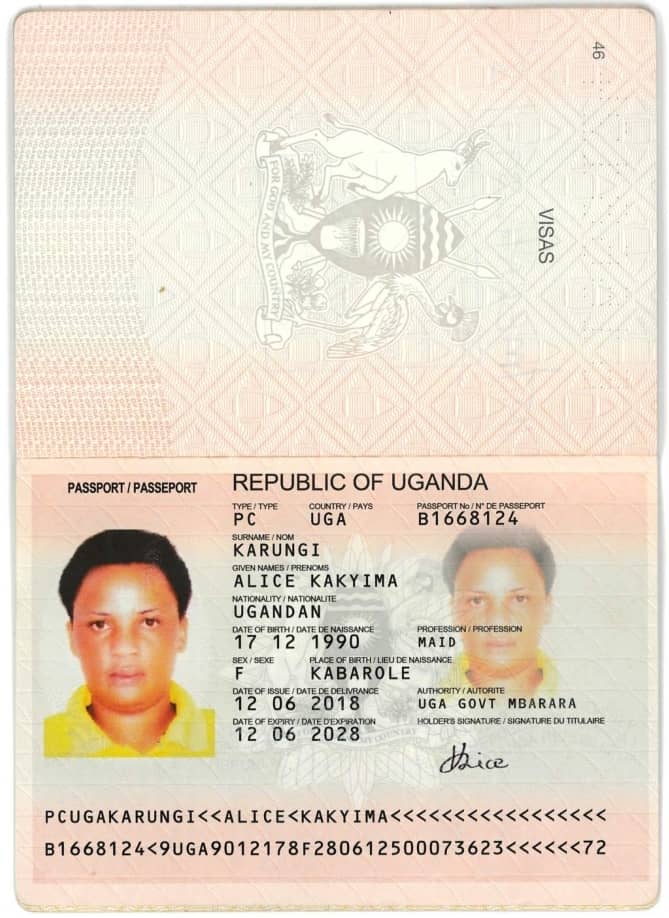 46
VISAS
FOR GOD AND MY COUNTRY
PASSPORT / PASSEPORT
REPUBLIC OF UGANDA
TYPE / TYPE COUNTRY / PAYS PASSPORT No / N° DE PASSEPORT
PC UGA B1668124
SURNAME / NOM
KARUNGI
GIVEN NAMES / PRENOMS
ALICE KAKYIMA
NATIONALITY / NATIONALITE
UGANDAN
DATE OF BIRTH / DATE DE NAISSANCE PROFESSION / PROFESSION
17 12 1990 MAID
SEX / SEXE PLACE OF BIRTH / LIEU DE NAISSANCE
F KABAROLE
DATE OF ISSUE / DATE DE DELIVRANCE AUTHORITY / AUTORITE
12 06 2018 UGA GOVT MBARARA
DATE OF EXPIRY / DATE D'EXPIRATION HOLDER'S SIGNATURE / SIGNATURE DU TITULAIRE
12 06 2028
Alice
PCUGAKARUNGI<<ALICE<KAKYIMA<<<<<<<<<<<<<<<<<
B1668124<9UGA9012178F280612500073623<<<<<<72